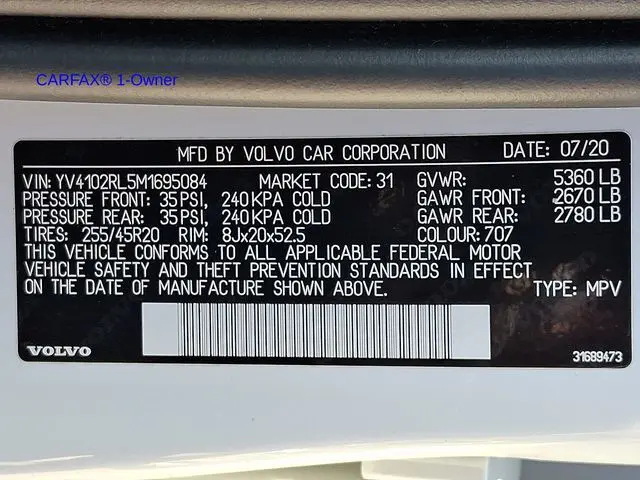 CARFAX® 1-Owner
MFD BY VOLVO CAR CORPORATION DATE: 07/20
VIN: YV4102RL5M1695084 MARKET CODE: 31 GVWR: 5360 LB
PRESSURE FRONT: 35 PSI, 240 KPA COLD GAWR FRONT: 2670 LB
PRESSURE REAR: 35 PSI, 240 KPA COLD GAWR REAR: 2780 LB
TIRES: 255/45R20 RIM: 8Jx20x52.5 COLOUR: 707
THIS VEHICLE CONFORMS TO ALL APPLICABLE FEDERAL MOTOR
VEHICLE SAFETY AND THEFT PREVENTION STANDARDS IN EFFECT
ON THE DATE OF MANUFACTURE SHOWN ABOVE. TYPE: MPV
VOLVO 31689473